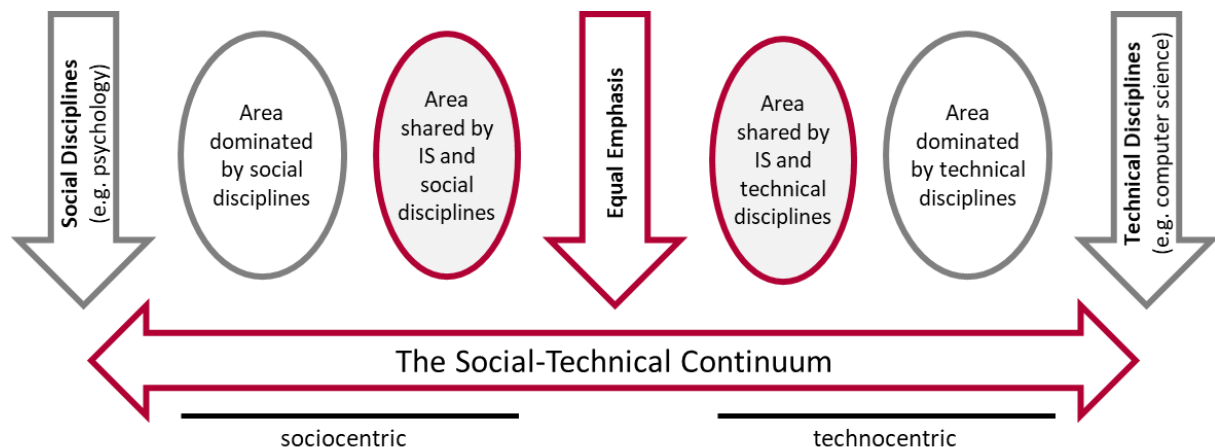 Social Disciplines
(e.g. psychology)
Area
dominated
by social
disciplines
Area
shared by
IS and
social
disciplines
Equal Emphasis
Area
shared by
IS and
technical
disciplines
Area
dominated
by technical
disciplines
Technical Disciplines
(e.g. computer science)
The Social-Technical Continuum
sociocentric
technocentric